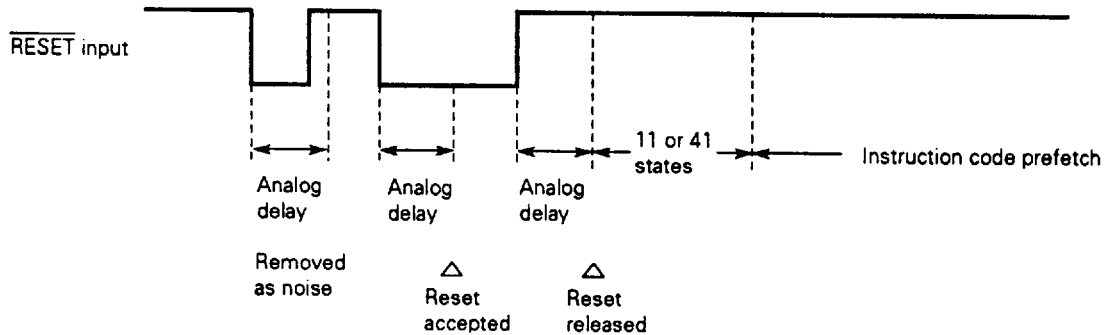 RESET input
11 or 41
states
Instruction code prefetch
Analog
delay
Analog
delay
Analog
delay
Removed
as noise
Reset
accepted
Reset
released